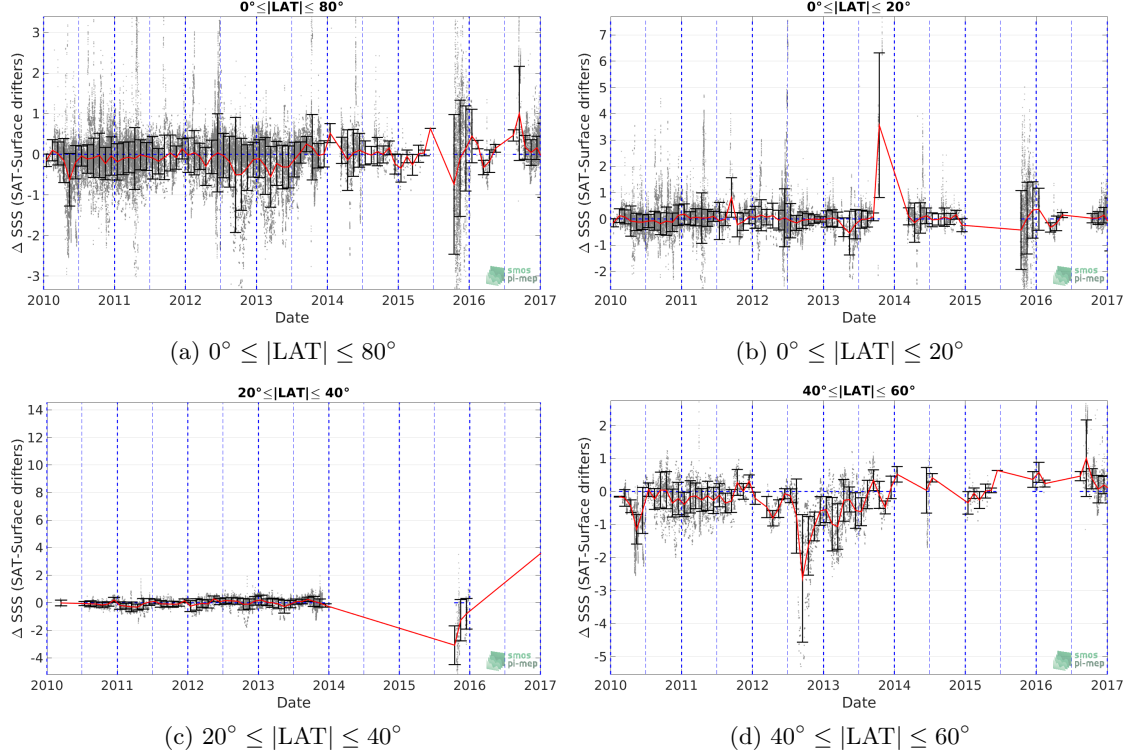 0°≤|LAT|≤ 80°
Δ SSS (SAT-Surface drifters)
3
2
1
0
-1
-2
-3
2010 2011 2012 2013 2014 2015 2016 2017
Date
smos
pi-mep
(a) 0° ≤ |LAT| ≤ 80°
0°≤|LAT|≤ 20°
Δ SSS (SAT-Surface drifters)
7
6
5
4
3
2
1
0
-1
-2
2010 2011 2012 2013 2014 2015 2016 2017
Date
smos
pi-mep
(b) 0° ≤ |LAT| ≤ 20°
20°≤|LAT|≤ 40°
Δ SSS (SAT-Surface drifters)
14
12
10
8
6
4
2
0
-2
-4
2010 2011 2012 2013 2014 2015 2016 2017
Date
smos
pi-mep
(c) 20° ≤ |LAT| ≤ 40°
40°≤|LAT|≤ 60°
Δ SSS (SAT-Surface drifters)
2
1
0
-1
-2
-3
-4
-5
2010 2011 2012 2013 2014 2015 2016 2017
Date
smos
pi-mep
(d) 40° ≤ |LAT| ≤ 60°